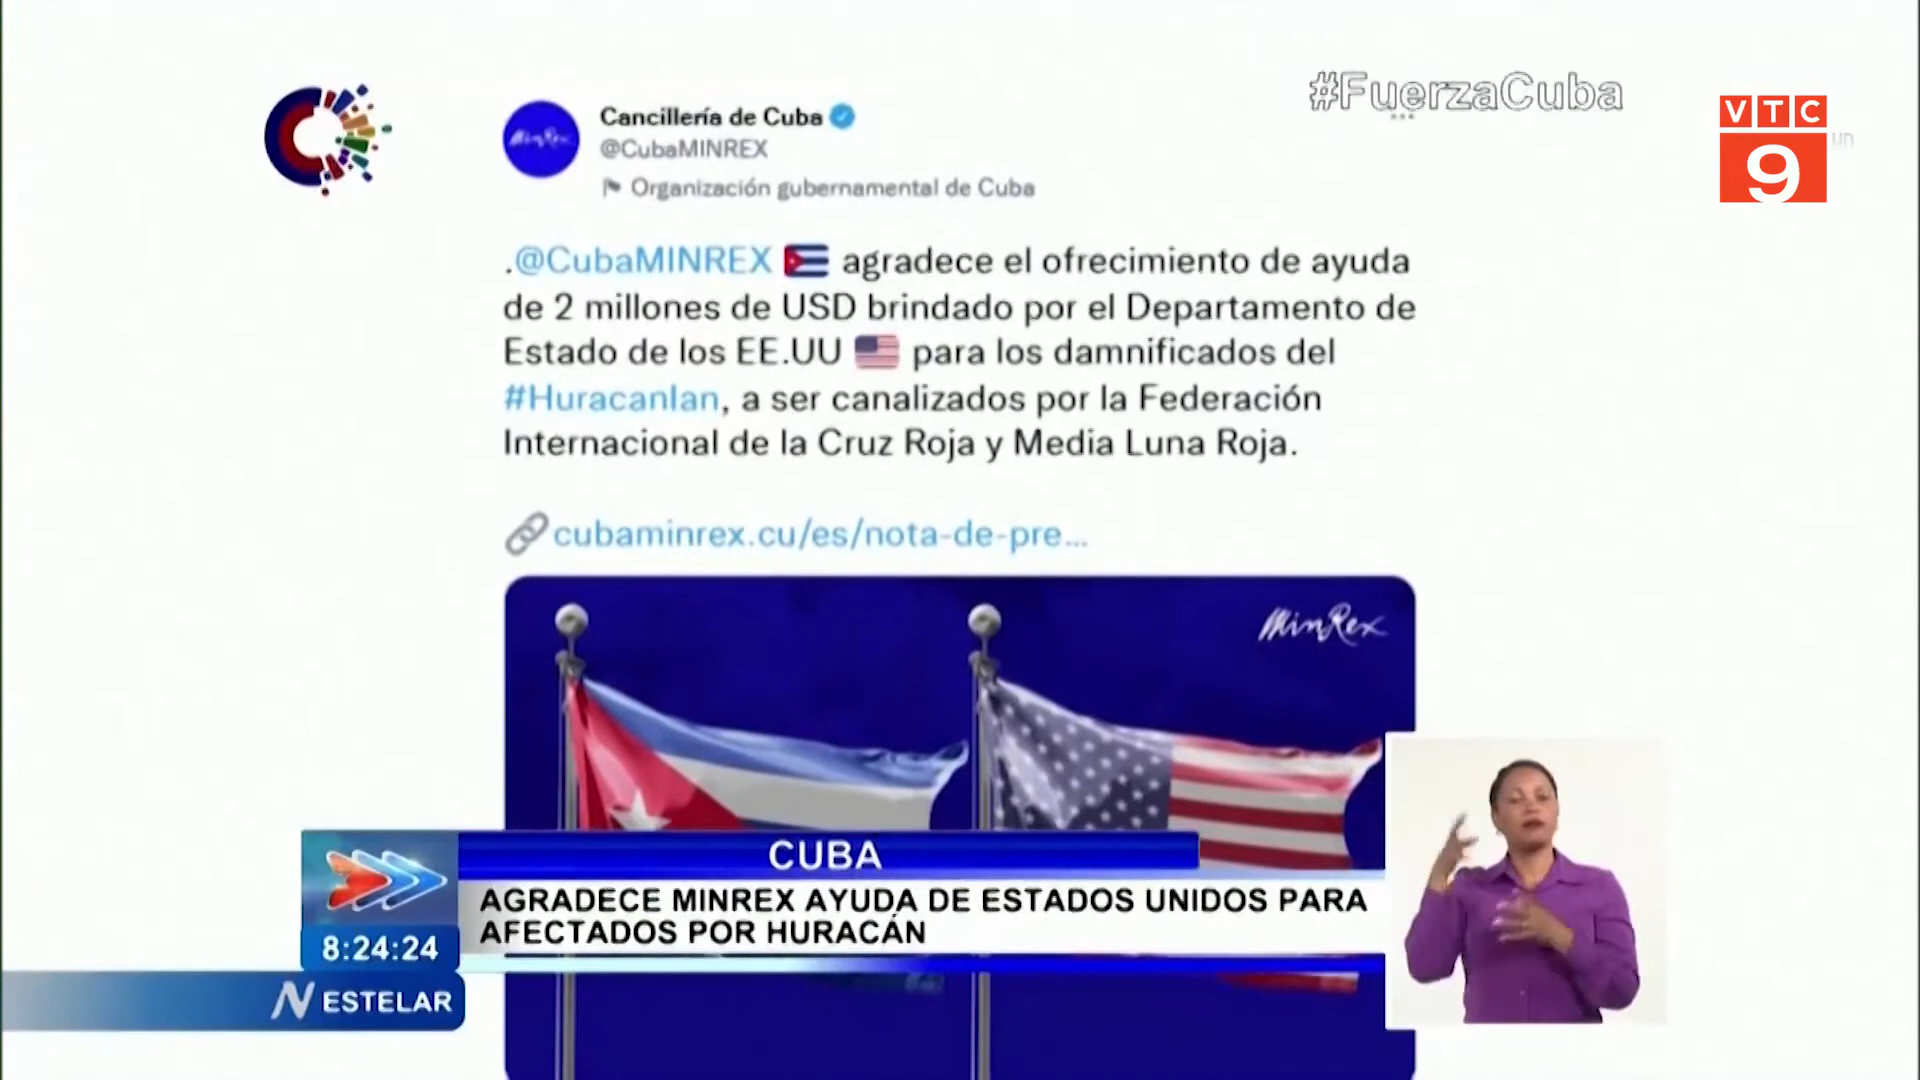 #FuerzaCuba
VTC
9
Cancillería de Cuba
@CubaMINREX
Organización gubernamental de Cuba
.@CubaMINREX agradece el ofrecimiento de ayuda
de 2 millones de USD brindado por el Departamento de
Estado de los EE.UU para los damnificados del
#HuracanIan, a ser canalizados por la Federación
Internacional de la Cruz Roja y Media Luna Roja.
cubaminrex.cu/es/nota-de-pre...
MinRex
CUBA
AGRADECE MINREX AYUDA DE ESTADOS UNIDOS PARA
AFECTADOS POR HURACÁN
8:24:24
N ESTELAR